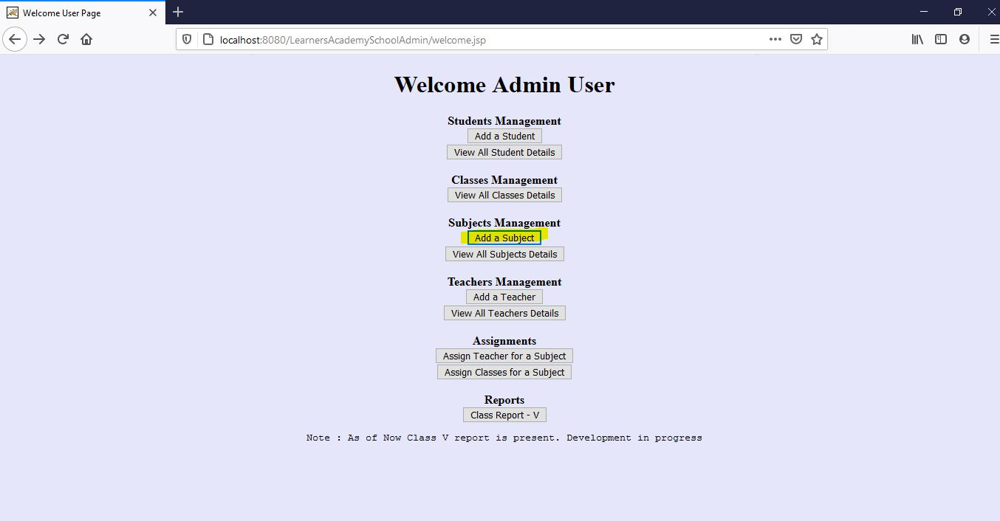 Welcome User Page
localhost:8080/LearnersAcademySchoolAdmin/welcome.jsp
Welcome Admin User
Students Management
Add a Student
View All Student Details
Classes Management
View All Classes Details
Subjects Management
Add a Subject
View All Subjects Details
Teachers Management
Add a Teacher
View All Teachers Details
Assignments
Assign Teacher for a Subject
Assign Classes for a Subject
Reports
Class Report - V
Note : As of Now Class V report is present. Development in progress